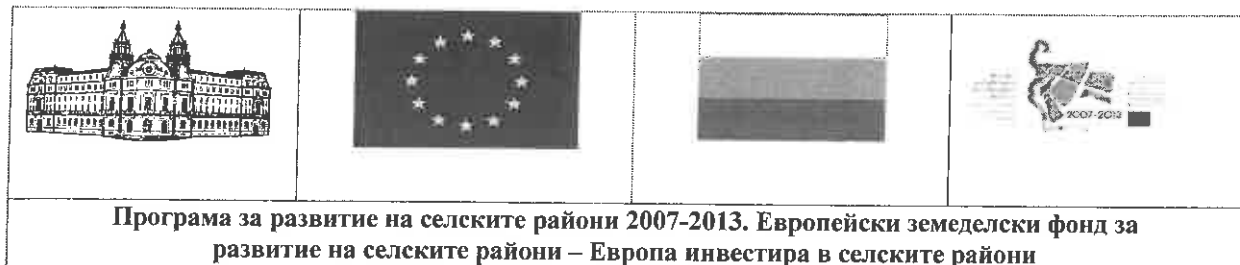 2007-2013
Програма за развитие на селските райони 2007-2013. Европейски земеделски фонд за
развитие на селските райони – Европа инвестира в селските райони